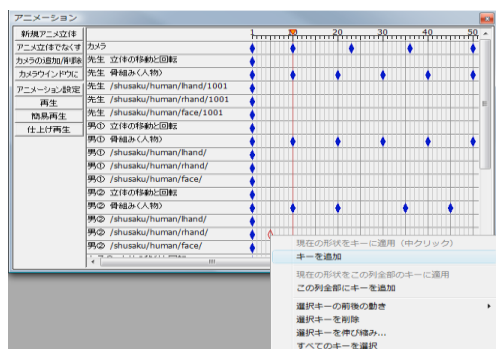 アニメーション
新規アニメ立体
アニメ立体でなくす
カメラの追加/削除
カメラウインドウに
アニメーション設定
再生
簡易再生
仕上げ再生
1 10 20 30 40 50
カメラ
先生 立体の移動と回転
先生 骨組み<人物>
先生 /shusaku/human/lhand/1001
先生 /shusaku/human/rhand/1001
先生 /shusaku/human/face/1001
男① 立体の移動と回転
男① 骨組み<人物>
男① /shusaku/human/lhand/
男① /shusaku/human/rhand/
男① /shusaku/human/face/
男② 立体の移動と回転
男② 骨組み<人物>
男② /shusaku/human/lhand/
男② /shusaku/human/rhand/
男② /shusaku/human/face/
現在の形状をキーに適用（中クリック）
キーを追加
現在の形状をこの列全部のキーに適用
この列全部にキーを追加
選択キーの前後の動き
選択キーを削除
選択キーを伸び縮み...
すべてのキーを選択